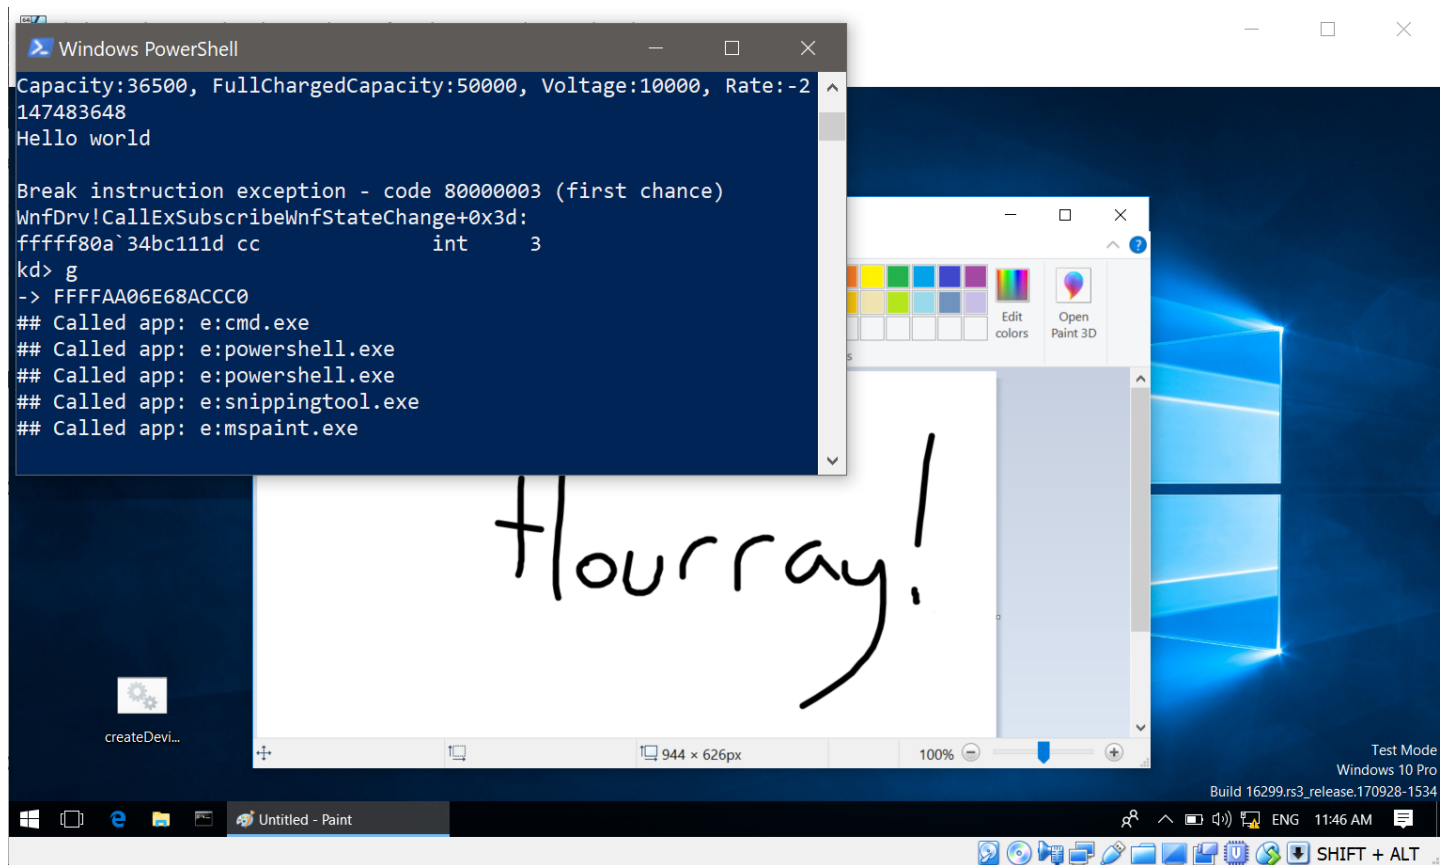 Windows PowerShell
Capacity:36500, FullChargedCapacity:50000, Voltage:10000, Rate:-2
147483648
Hello world
Break instruction exception - code 80000003 (first chance)
WnfDrv!CallExSubscribeWnfStateChange+0x3d:
fffff80a`34bc111d cc int 3
kd> g
-> FFFFAA06E68ACCC0
## Called app: e:cmd.exe
## Called app: e:powershell.exe
## Called app: e:powershell.exe
## Called app: e:snippingtool.exe
## Called app: e:mspaint.exe
Edit
colors
Open
Paint 3D
s
Hourray!
createDevi...
944 × 626px
100%
Test Mode
Windows 10 Pro
Build 16299.rs3_release.170928-1534
Untitled - Paint
ENG
11:46 AM
SHIFT + ALT